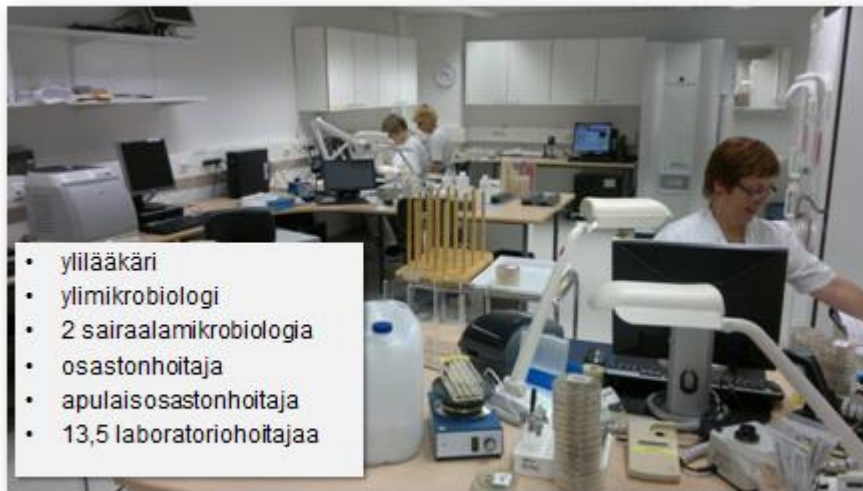 • ylilääkäri
• ylimikrobiologi
• 2 sairaalamikrobiologia
• osastonhoitaja
• apulaisosastonhoitaja
• 13,5 laboratoriohoitajaa